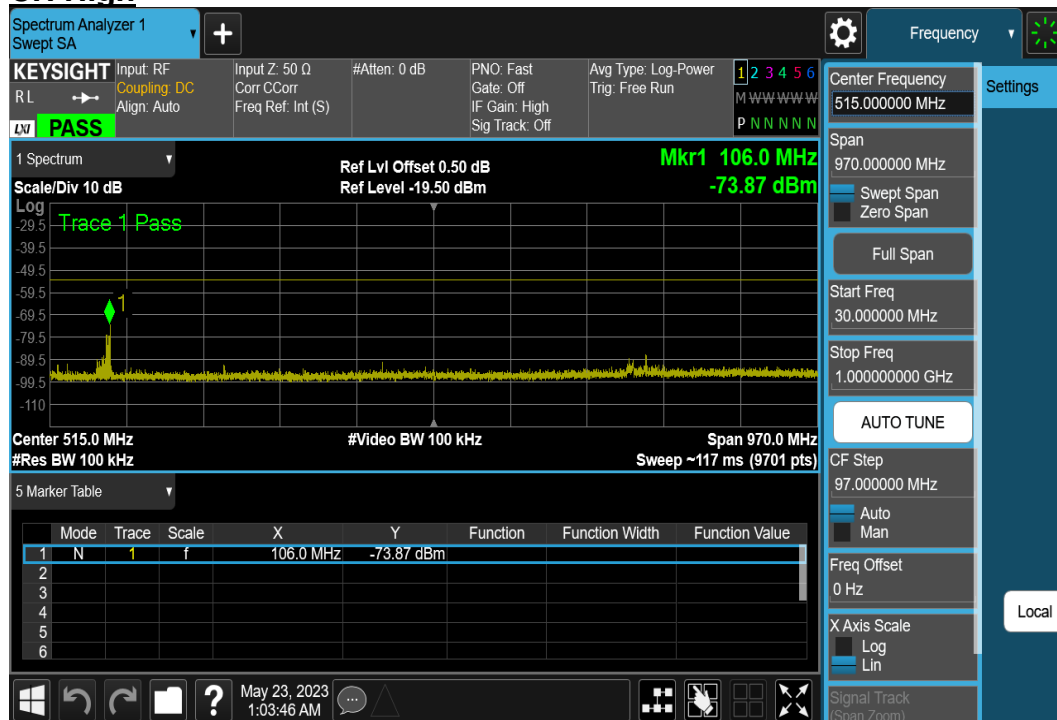 Spectrum Analyzer 1
Swept SA
Frequency
KEYSIGHT
RL
LXI PASS
Input: RF
Coupling: DC
Align: Auto
Input Z: 50 Ω
Corr CCorr
Freq Ref: Int (S)
#Atten: 0 dB
PNO: Fast
Gate: Off
IF Gain: High
Sig Track: Off
Avg Type: Log-Power
Trig: Free Run
1 2 3 4 5 6
M W W W W W
P N N N N N
1 Spectrum
Scale/Div 10 dB
Ref Lvl Offset 0.50 dB
Ref Level -19.50 dBm
Mkr1 106.0 MHz
-73.87 dBm
Log
Trace 1 Pass
-29.5
-39.5
-49.5
-59.5
1
-69.5
-79.5
-89.5
-99.5
-110
Center 515.0 MHz
#Video BW 100 kHz
Span 970.0 MHz
#Res BW 100 kHz
Sweep ~117 ms (9701 pts)
5 Marker Table
Mode Trace Scale X Y Function Function Width Function Value
1 N 1 f 106.0 MHz -73.87 dBm
2
3
4
5
6
May 23, 2023
1:03:46 AM
Center Frequency
515.000000 MHz
Span
970.000000 MHz
Swept Span
Zero Span
Full Span
Start Freq
30.000000 MHz
Stop Freq
1.000000000 GHz
AUTO TUNE
CF Step
97.000000 MHz
Auto
Man
Freq Offset
0 Hz
X Axis Scale
Log
Lin
Signal Track
(Span Zoom)
Settings
Local